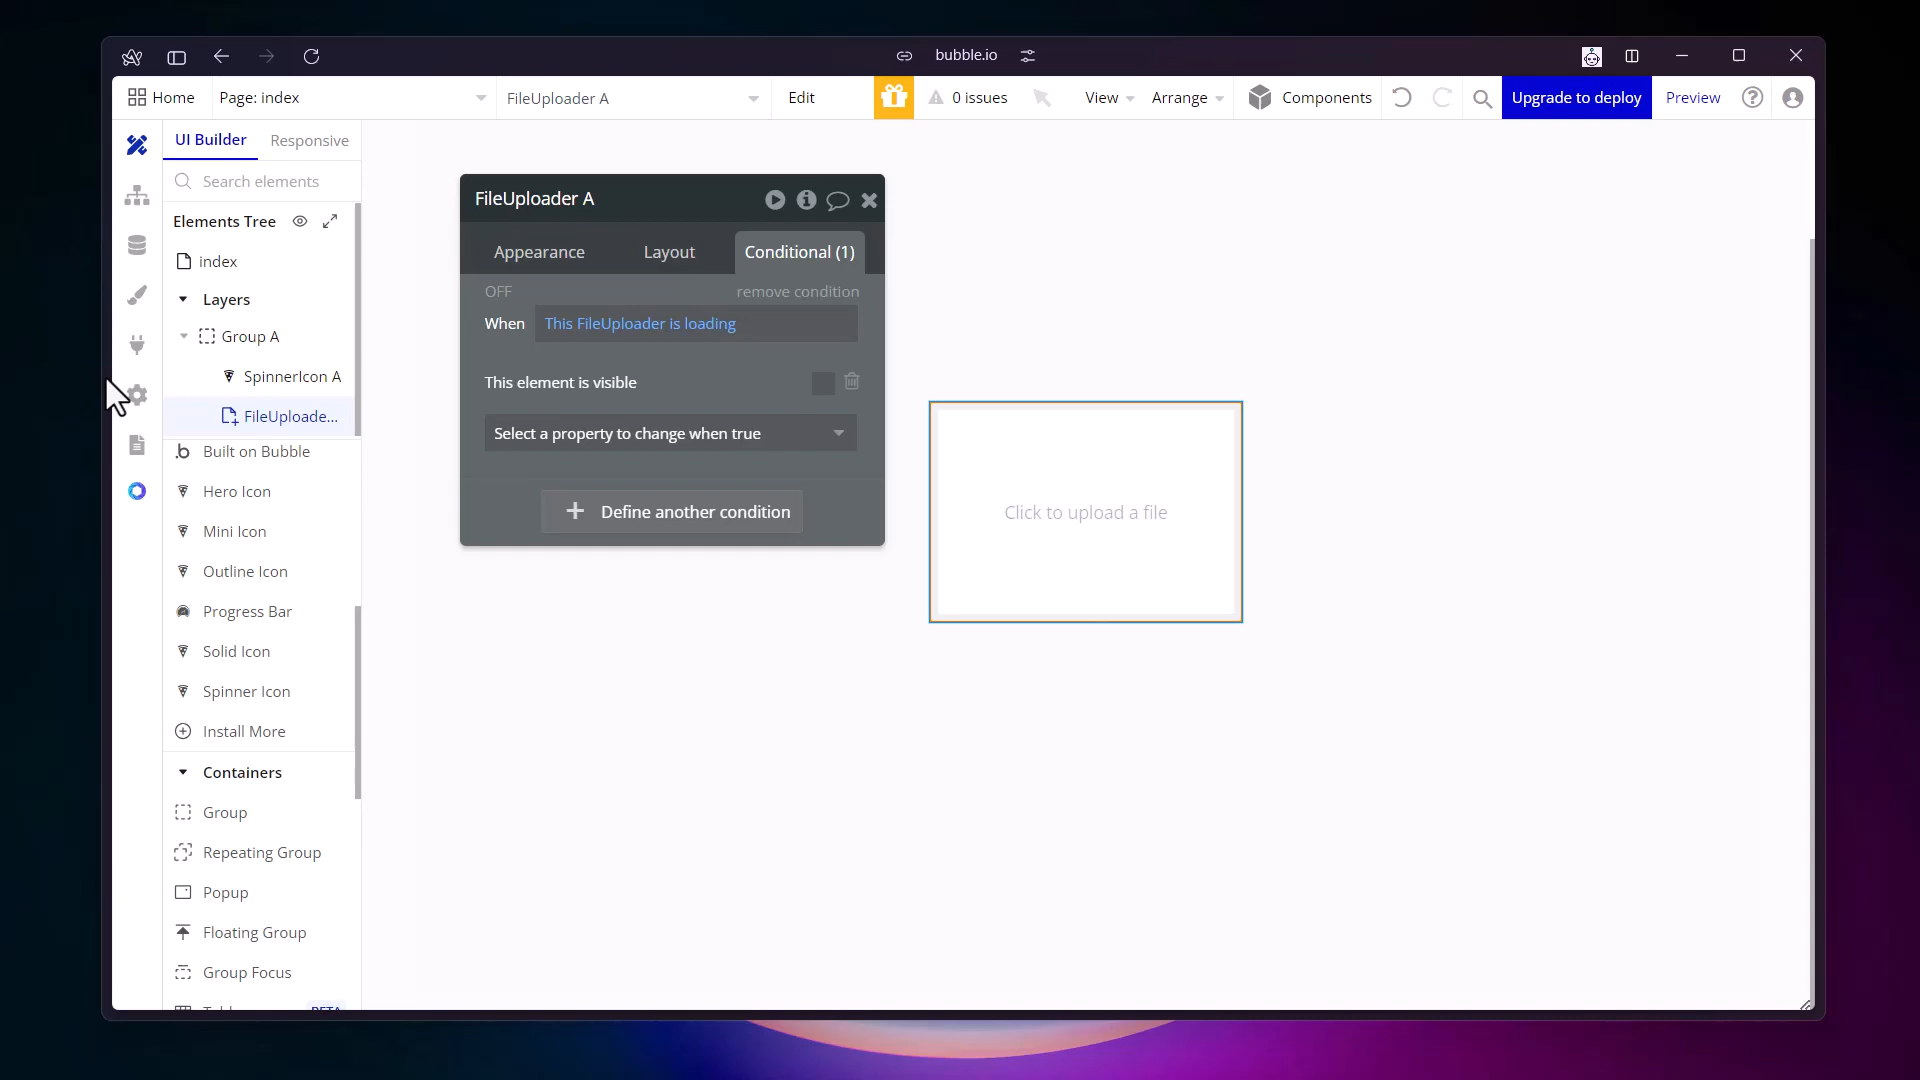 bubble.io
Home
Page: index
FileUploader A
Edit
0 issues
View
Arrange
Components
Upgrade to deploy
Preview
UI Builder
Responsive
Search elements
Elements Tree
index
Layers
Group A
SpinnerIcon A
FileUploade...
Built on Bubble
Hero Icon
Mini Icon
Outline Icon
Progress Bar
Solid Icon
Spinner Icon
Install More
Containers
Group
Repeating Group
Popup
Floating Group
Group Focus
FileUploader A
Appearance
Layout
Conditional (1)
OFF
remove condition
When
This FileUploader is loading
This element is visible
Select a property to change when true
Define another condition
Click to upload a file